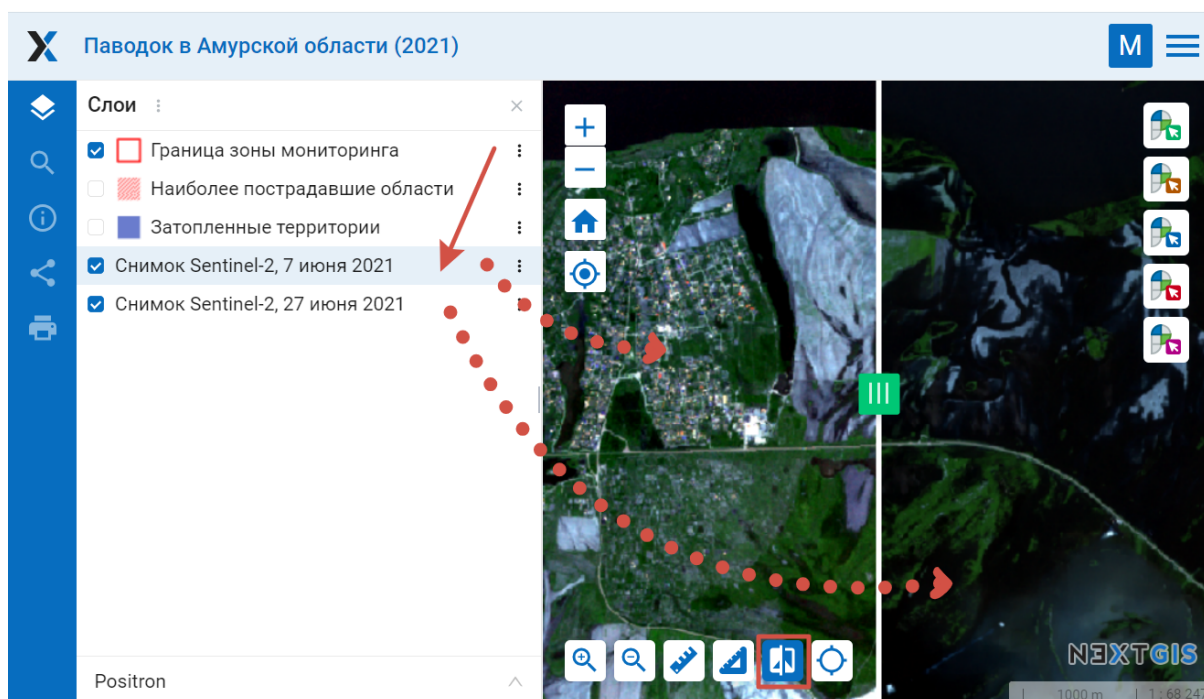 Паводок в Амурской области (2021)
M
Слои
Граница зоны мониторинга
Наиболее пострадавшие области
Затопленные территории
Снимок Sentinel-2, 7 июня 2021
Снимок Sentinel-2, 27 июня 2021
Positron
NEXTGIS
1000 m